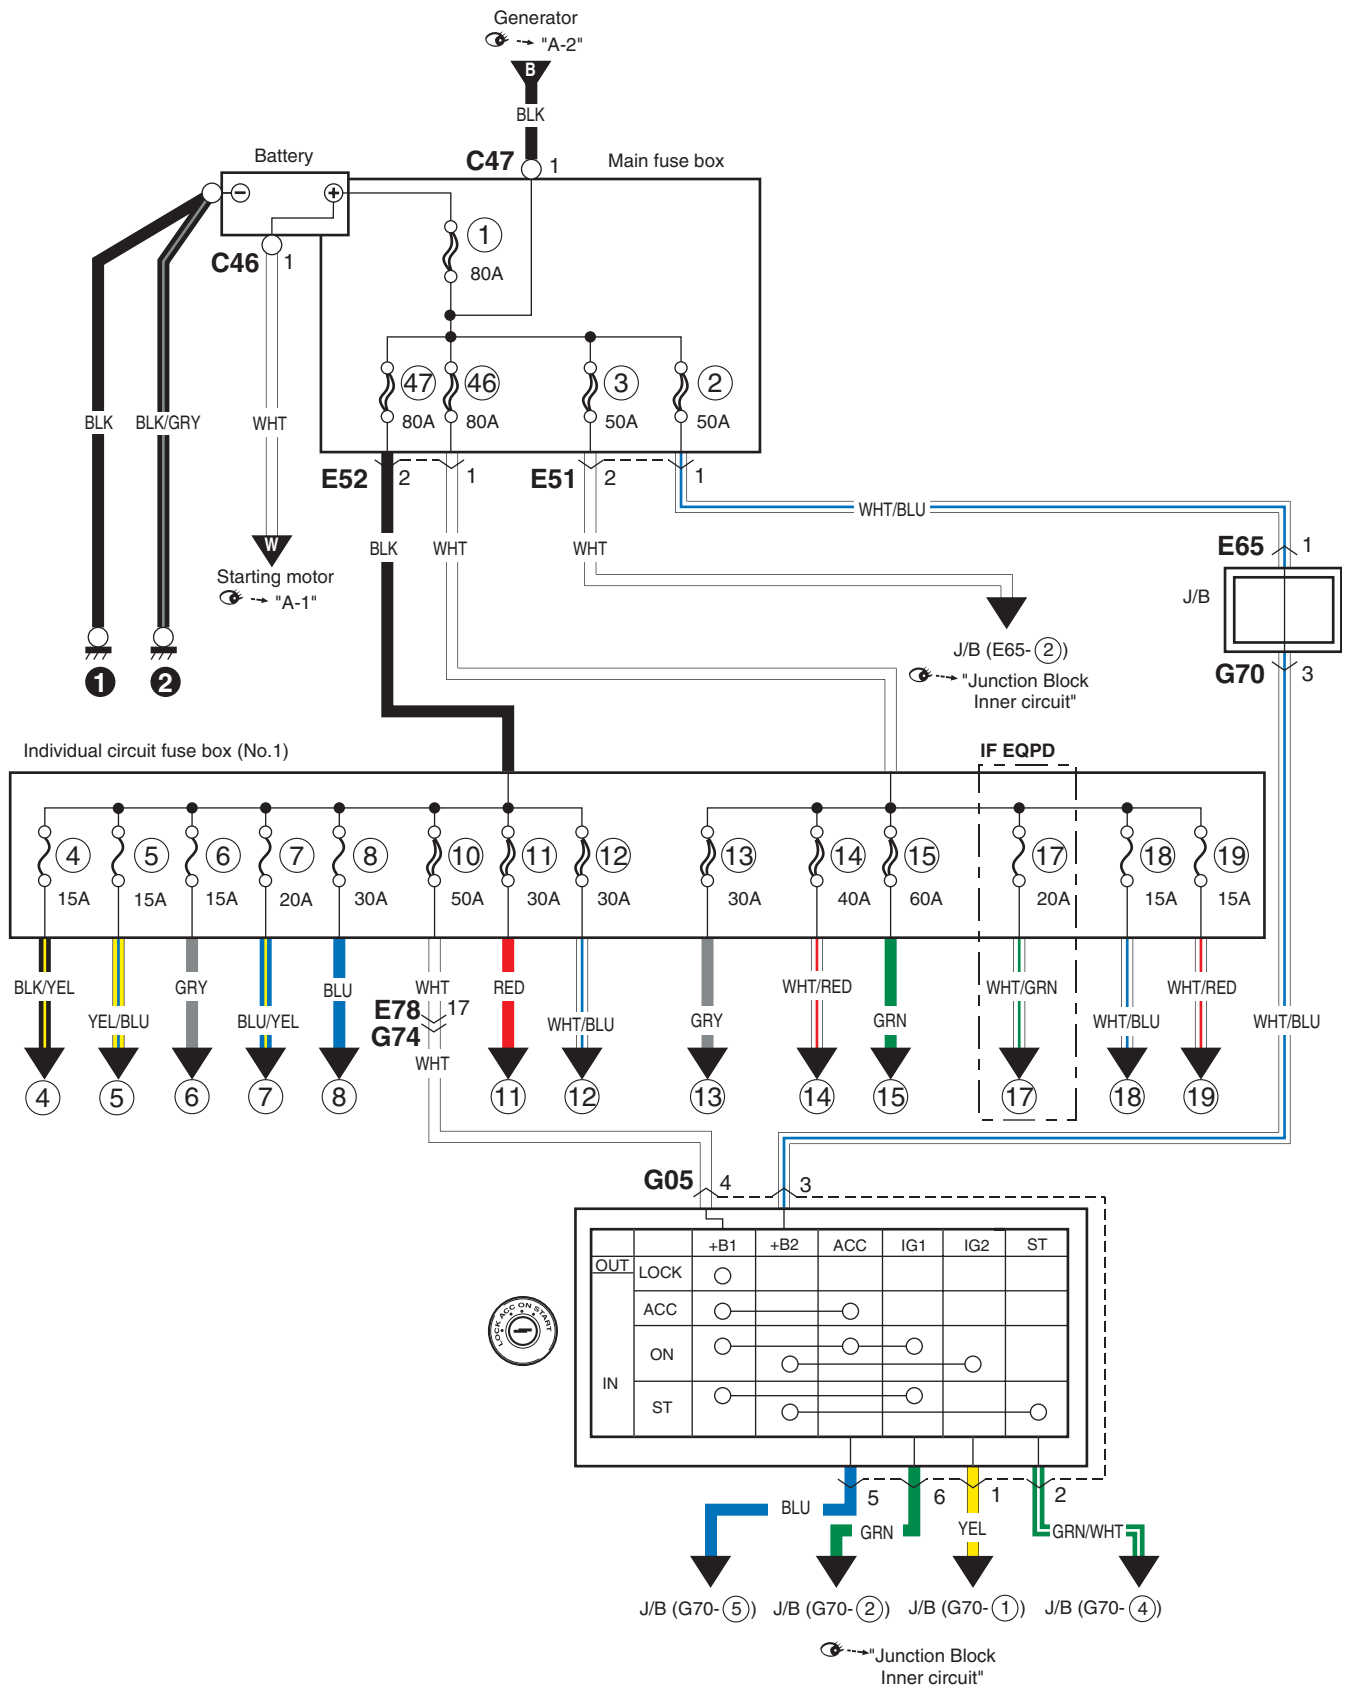 Generator
"A-2"
B
BLK
C47 1
Main fuse box
Battery
− +
C46 1
1
80A
47 46 3 2
80A 80A 50A 50A
BLK BLK/GRY WHT
E52 2 1 E51 2 1
WHT/BLU
W
Starting motor
"A-1"
BLK WHT WHT
E65 1
J/B
G70 3
J/B (E65-2)
"Junction Block
Inner circuit"
1 2
Individual circuit fuse box (No.1)
IF EQPD
4 5 6 7 8 10 11 12 13 14 15 17 18 19
15A 15A 15A 20A 30A 50A 30A 30A 30A 40A 60A 20A 15A 15A
BLK/YEL GRY BLU WHT RED WHT/RED WHT/GRN WHT/RED
E78 17
G74
YEL/BLU BLU/YEL WHT/BLU GRY GRN WHT/BLU WHT/BLU
WHT
4 5 6 7 8 11 12 13 14 15 17 18 19
G05 4 3
+B1 +B2 ACC IG1 IG2 ST
OUT LOCK
ACC
ON
IN
ST
LOCK ACC ON START
5 6 1 2
BLU GRN YEL GRN/WHT
J/B (G70-5) J/B (G70-2) J/B (G70-1) J/B (G70-4)
"Junction Block
Inner circuit"